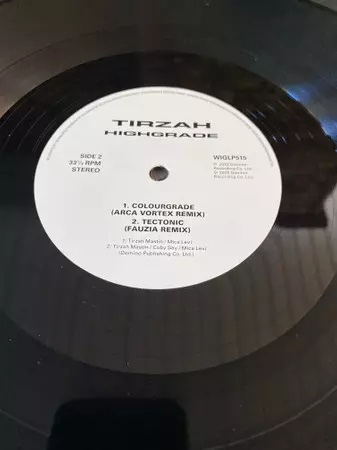 TIRZAH
HIGHGRADE
SIDE 2
33⅓ RPM
STEREO
WIGLP515
1. COLOURGRADE
(ARCA VORTEX REMIX)
2. TECTONIC
(FAUZIA REMIX)
1: Tirzah Mastin / Mica Levi
2: Tirzah Mastin / Coby Sey / Mica Levi
(Domino Publishing Co. Ltd.)